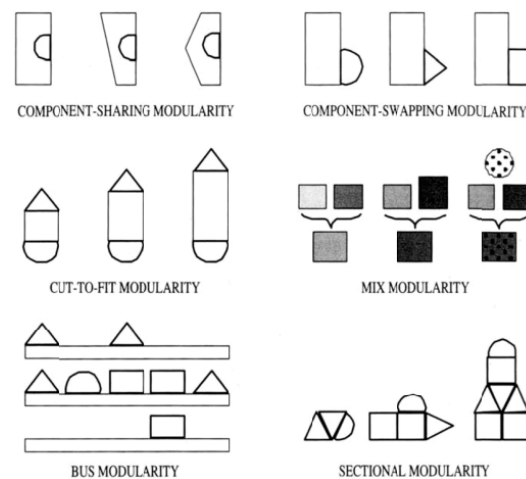 COMPONENT-SHARING MODULARITY
COMPONENT-SWAPPING MODULARITY
CUT-TO-FIT MODULARITY
MIX MODULARITY
BUS MODULARITY
SECTIONAL MODULARITY